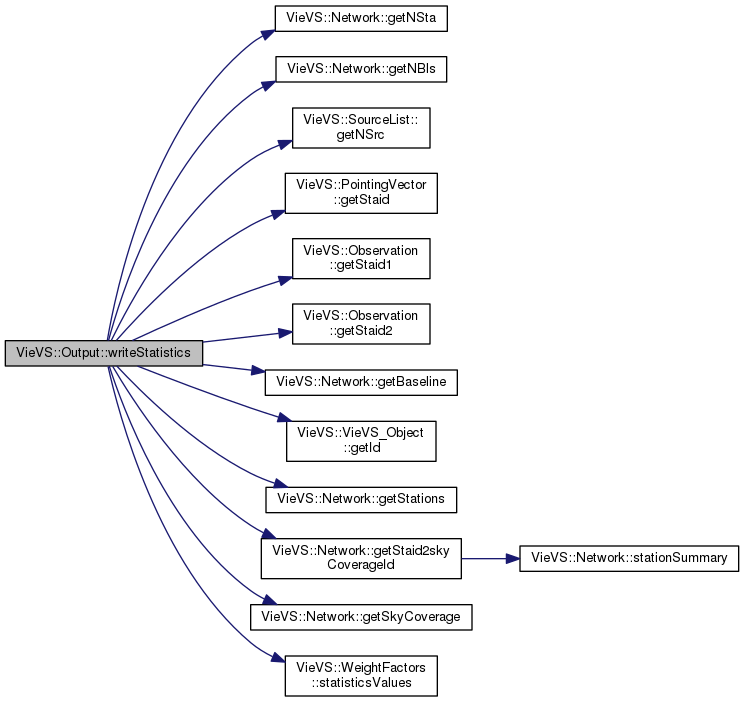 VieVS::Network::getNSta
VieVS::Network::getNBls
VieVS::SourceList::
getNSrc
VieVS::PointingVector
::getStaid
VieVS::Observation
::getStaid1
VieVS::Observation
::getStaid2
VieVS::Output::writeStatistics
VieVS::Network::getBaseline
VieVS::VieVS_Object
::getId
VieVS::Network::getStations
VieVS::Network::getStaid2sky
CoverageId
VieVS::Network::stationSummary
VieVS::Network::getSkyCoverage
VieVS::WeightFactors
::statisticsValues